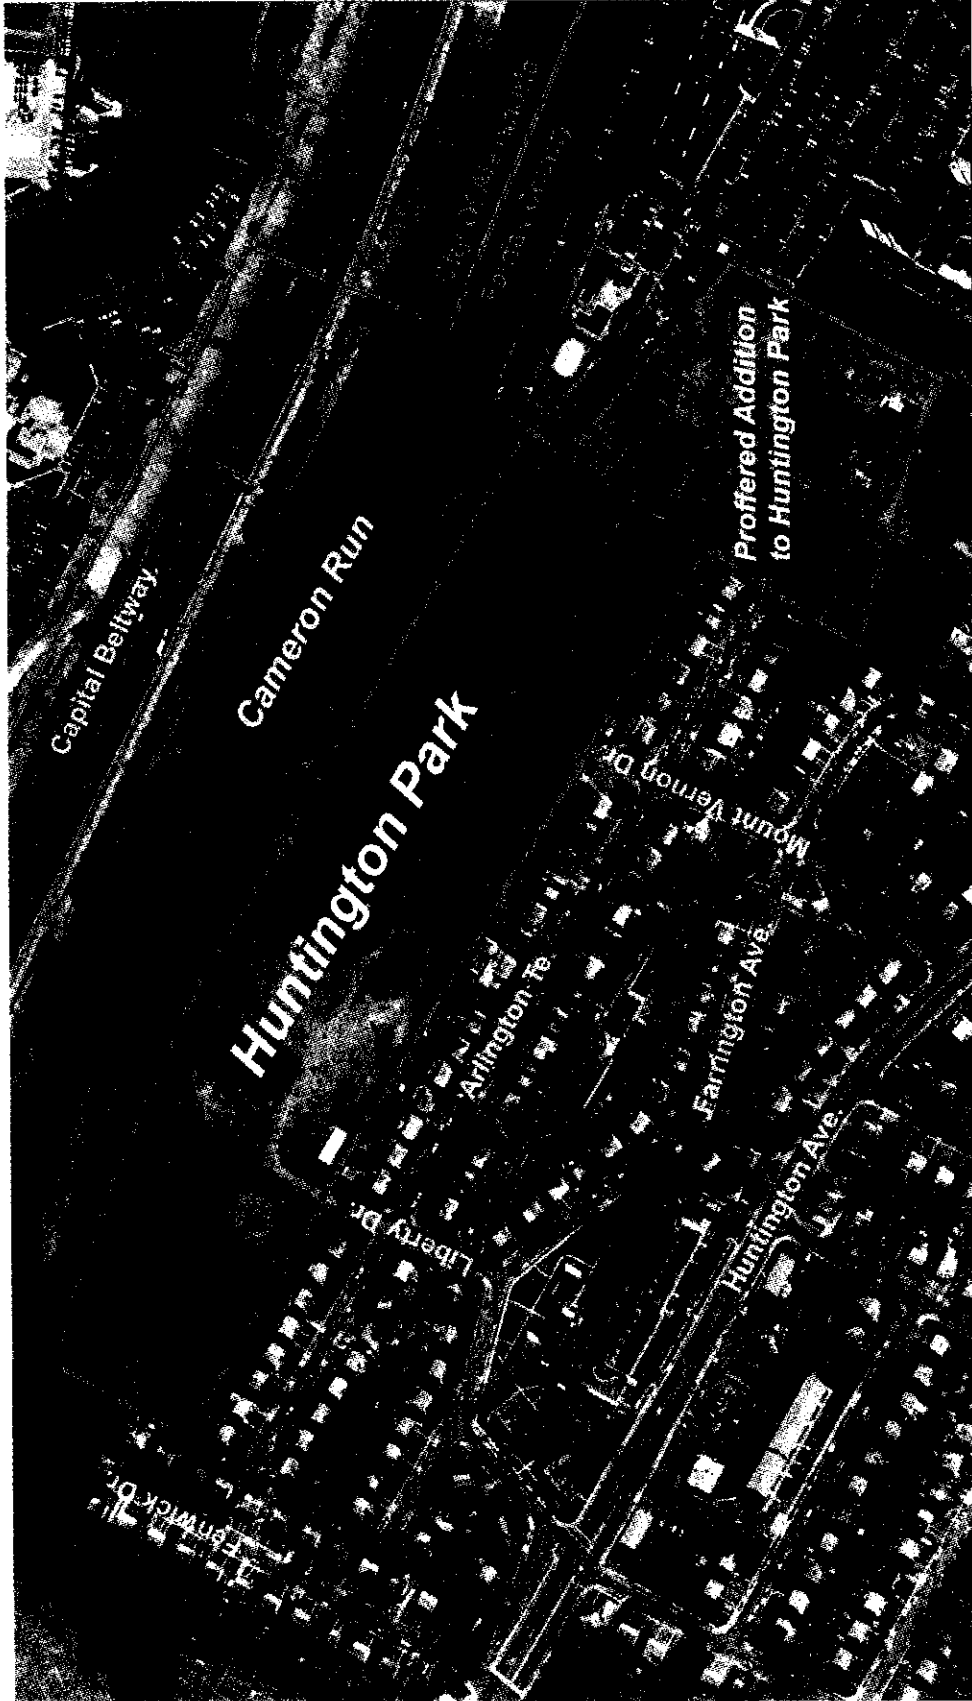 Capital Beltway
Cameron Run
Huntington Park
Proffered Addition
to Huntington Park
Mount Vernon Dr.
Arlington Te
Farrington Ave.
Liberty Dr.
Huntington Ave.
Fenwick Dr.